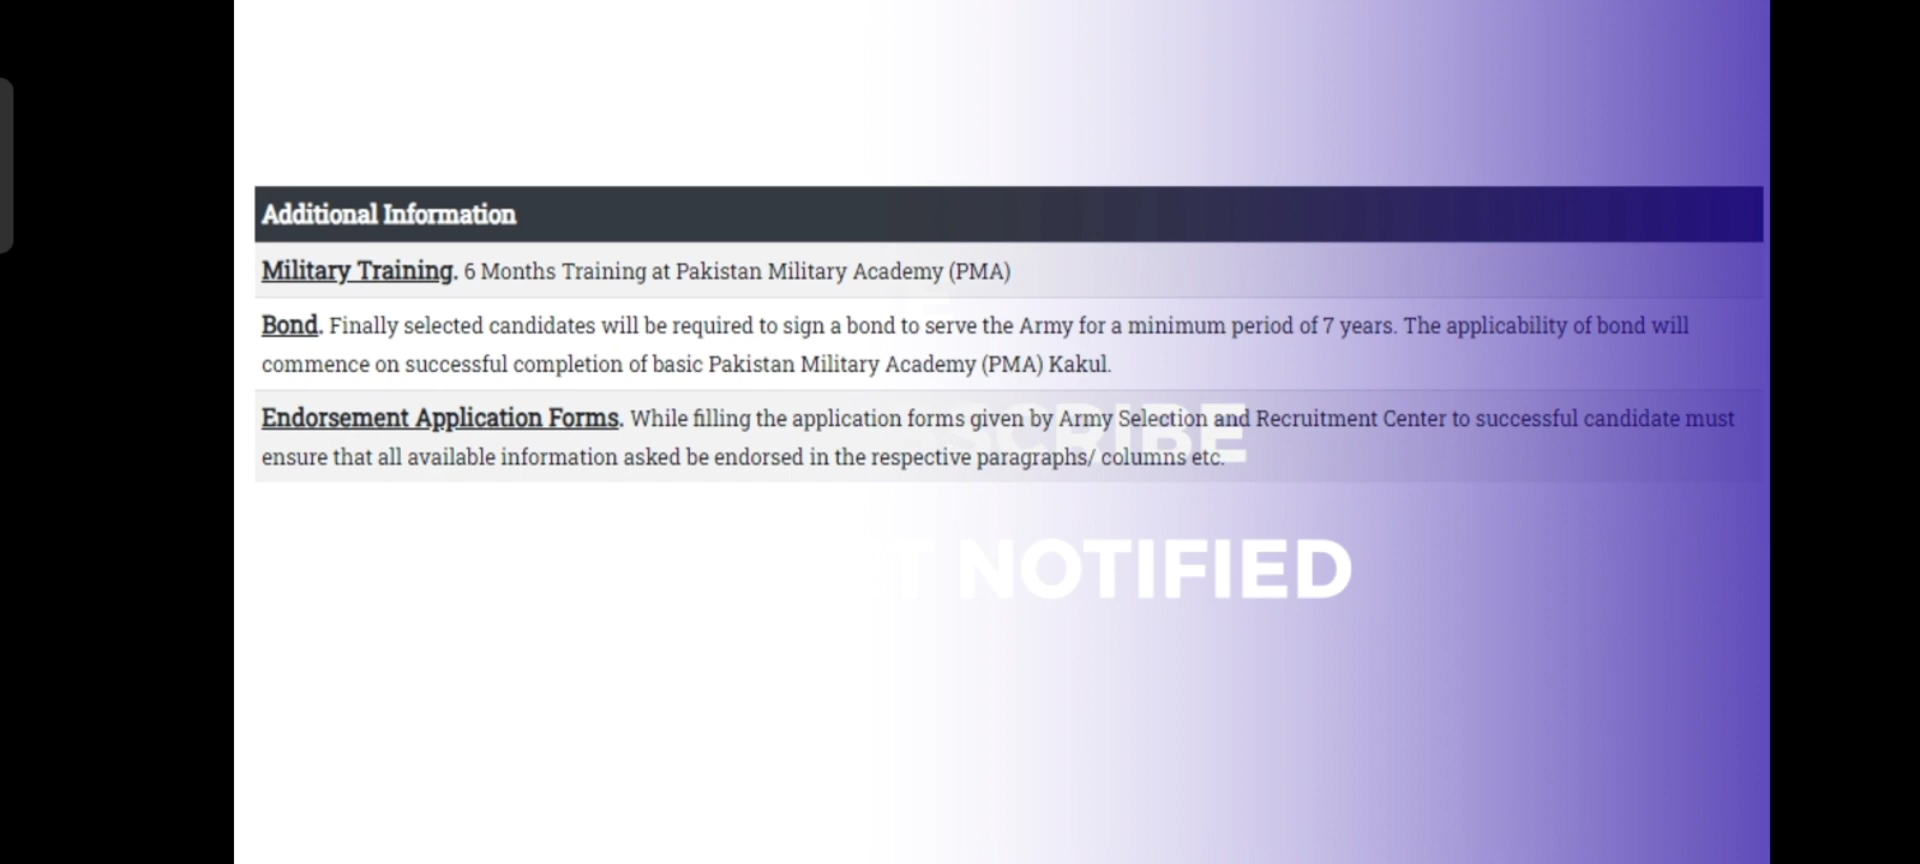 Additional Information
Military Training. 6 Months Training at Pakistan Military Academy (PMA)
Bond. Finally selected candidates will be required to sign a bond to serve the Army for a minimum period of 7 years. The applicability of bond will
commence on successful completion of basic Pakistan Military Academy (PMA) Kakul.
Endorsement Application Forms. While filling the application forms given by Army Selection and Recruitment Center to successful candidate must
ensure that all available information asked be endorsed in the respective paragraphs/ columns etc.
NOTIFIED